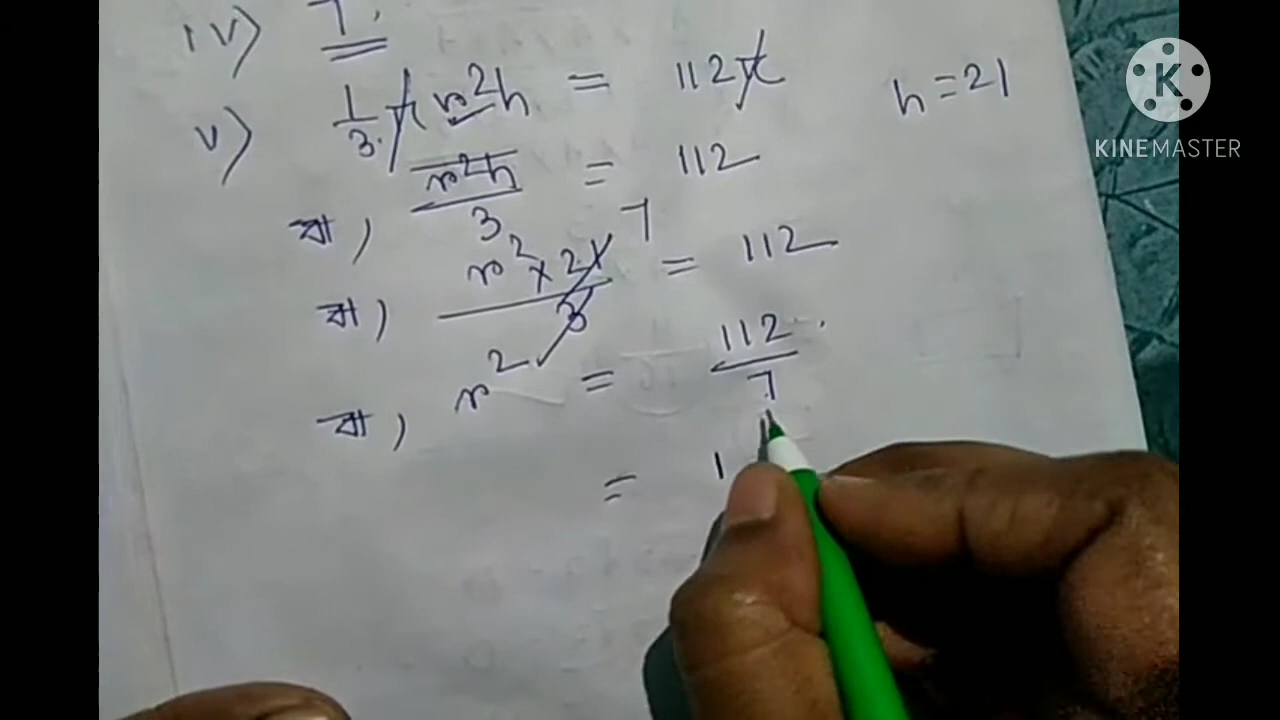 iv) 7.
v) 1/3 π r²h = 112π h = 21
বা, r²h/3 = 112
বা, r² × 21/3 7 = 112
বা, r² = 112/7
= 1
K
KINEMASTER